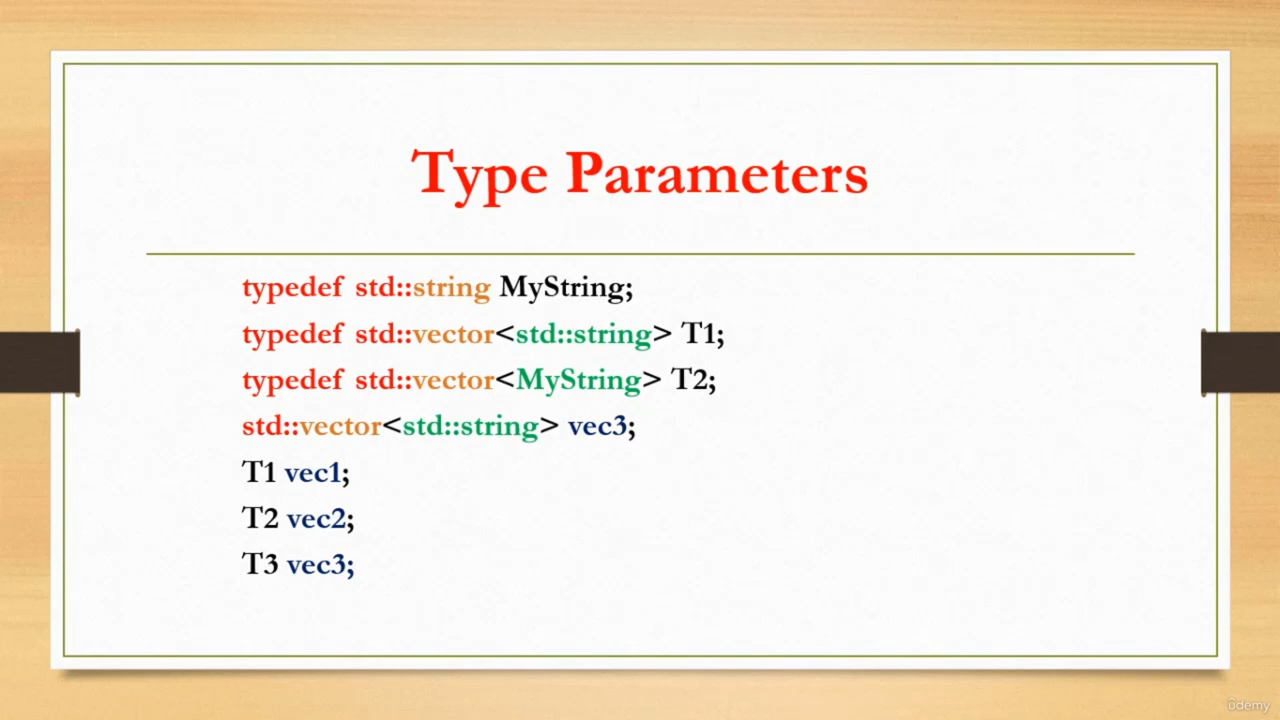 Type Parameters
typedef std::string MyString;
typedef std::vector<std::string> T1;
typedef std::vector<MyString> T2;
std::vector<std::string> vec3;
T1 vec1;
T2 vec2;
T3 vec3;
ûdemy